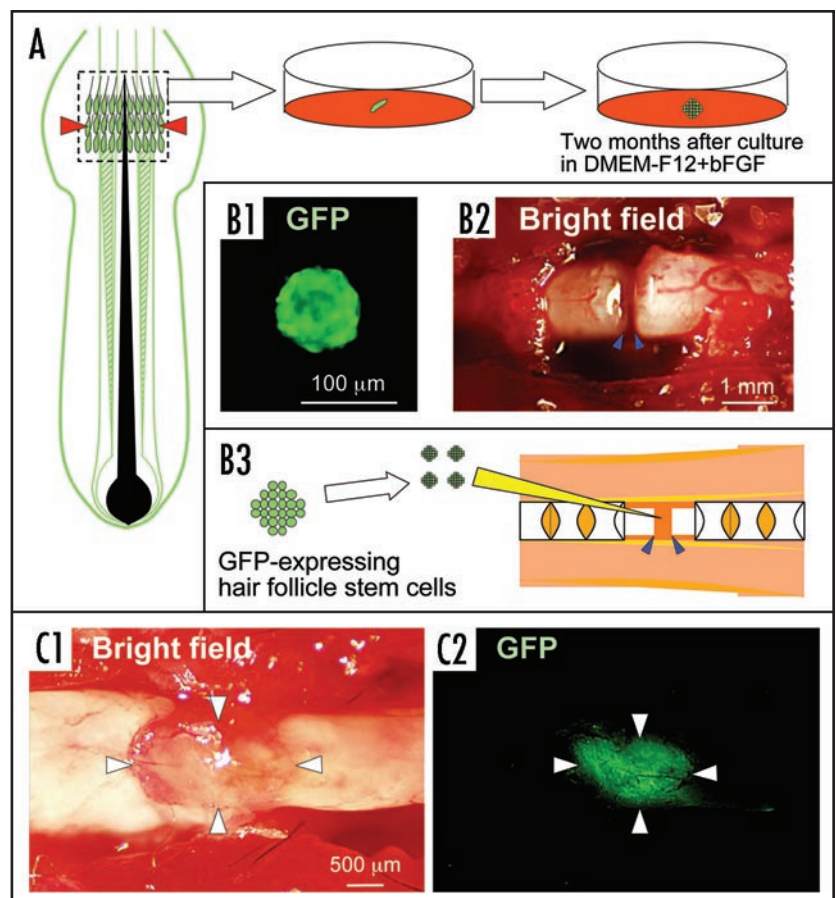 A
Two months after culture
in DMEM-F12+bFGF
B1 GFP
100 µm
B2 Bright field
1 mm
B3
GFP-expressing
hair follicle stem cells
C1 Bright field
500 µm
C2 GFP